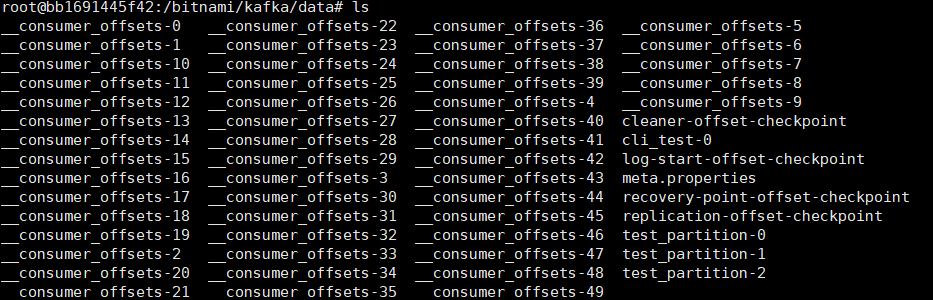 root@bb1691445f42:/bitnami/kafka/data# ls
__consumer_offsets-0   __consumer_offsets-22  __consumer_offsets-36  __consumer_offsets-5
__consumer_offsets-1   __consumer_offsets-23  __consumer_offsets-37  __consumer_offsets-6
__consumer_offsets-10  __consumer_offsets-24  __consumer_offsets-38  __consumer_offsets-7
__consumer_offsets-11  __consumer_offsets-25  __consumer_offsets-39  __consumer_offsets-8
__consumer_offsets-12  __consumer_offsets-26  __consumer_offsets-4   __consumer_offsets-9
__consumer_offsets-13  __consumer_offsets-27  __consumer_offsets-40  cleaner-offset-checkpoint
__consumer_offsets-14  __consumer_offsets-28  __consumer_offsets-41  cli_test-0
__consumer_offsets-15  __consumer_offsets-29  __consumer_offsets-42  log-start-offset-checkpoint
__consumer_offsets-16  __consumer_offsets-3   __consumer_offsets-43  meta.properties
__consumer_offsets-17  __consumer_offsets-30  __consumer_offsets-44  recovery-point-offset-checkpoint
__consumer_offsets-18  __consumer_offsets-31  __consumer_offsets-45  replication-offset-checkpoint
__consumer_offsets-19  __consumer_offsets-32  __consumer_offsets-46  test_partition-0
__consumer_offsets-2   __consumer_offsets-33  __consumer_offsets-47  test_partition-1
__consumer_offsets-20  __consumer_offsets-34  __consumer_offsets-48  test_partition-2
__consumer_offsets-21  __consumer_offsets-35  __consumer_offsets-49